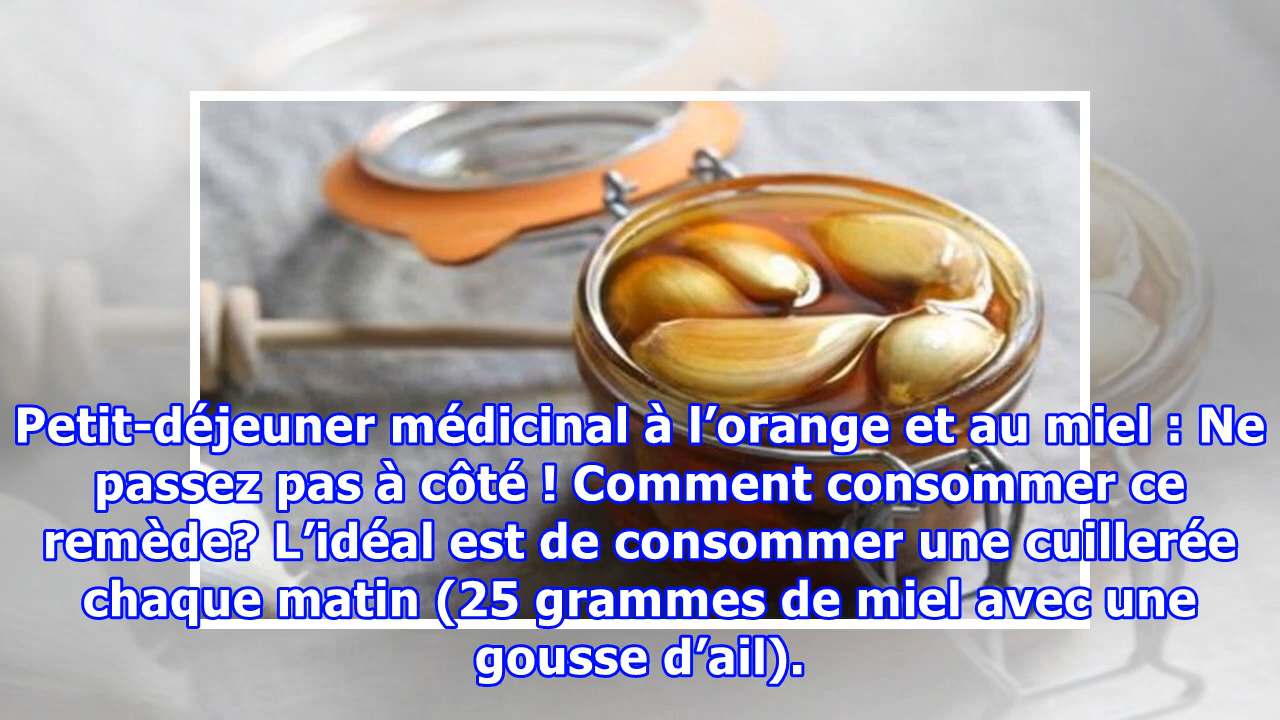 Petit-déjeuner médicinal à l’orange et au miel : Ne
passez pas à côté ! Comment consommer ce
remède? L’idéal est de consommer une cuillerée
chaque matin (25 grammes de miel avec une
gousse d’ail).